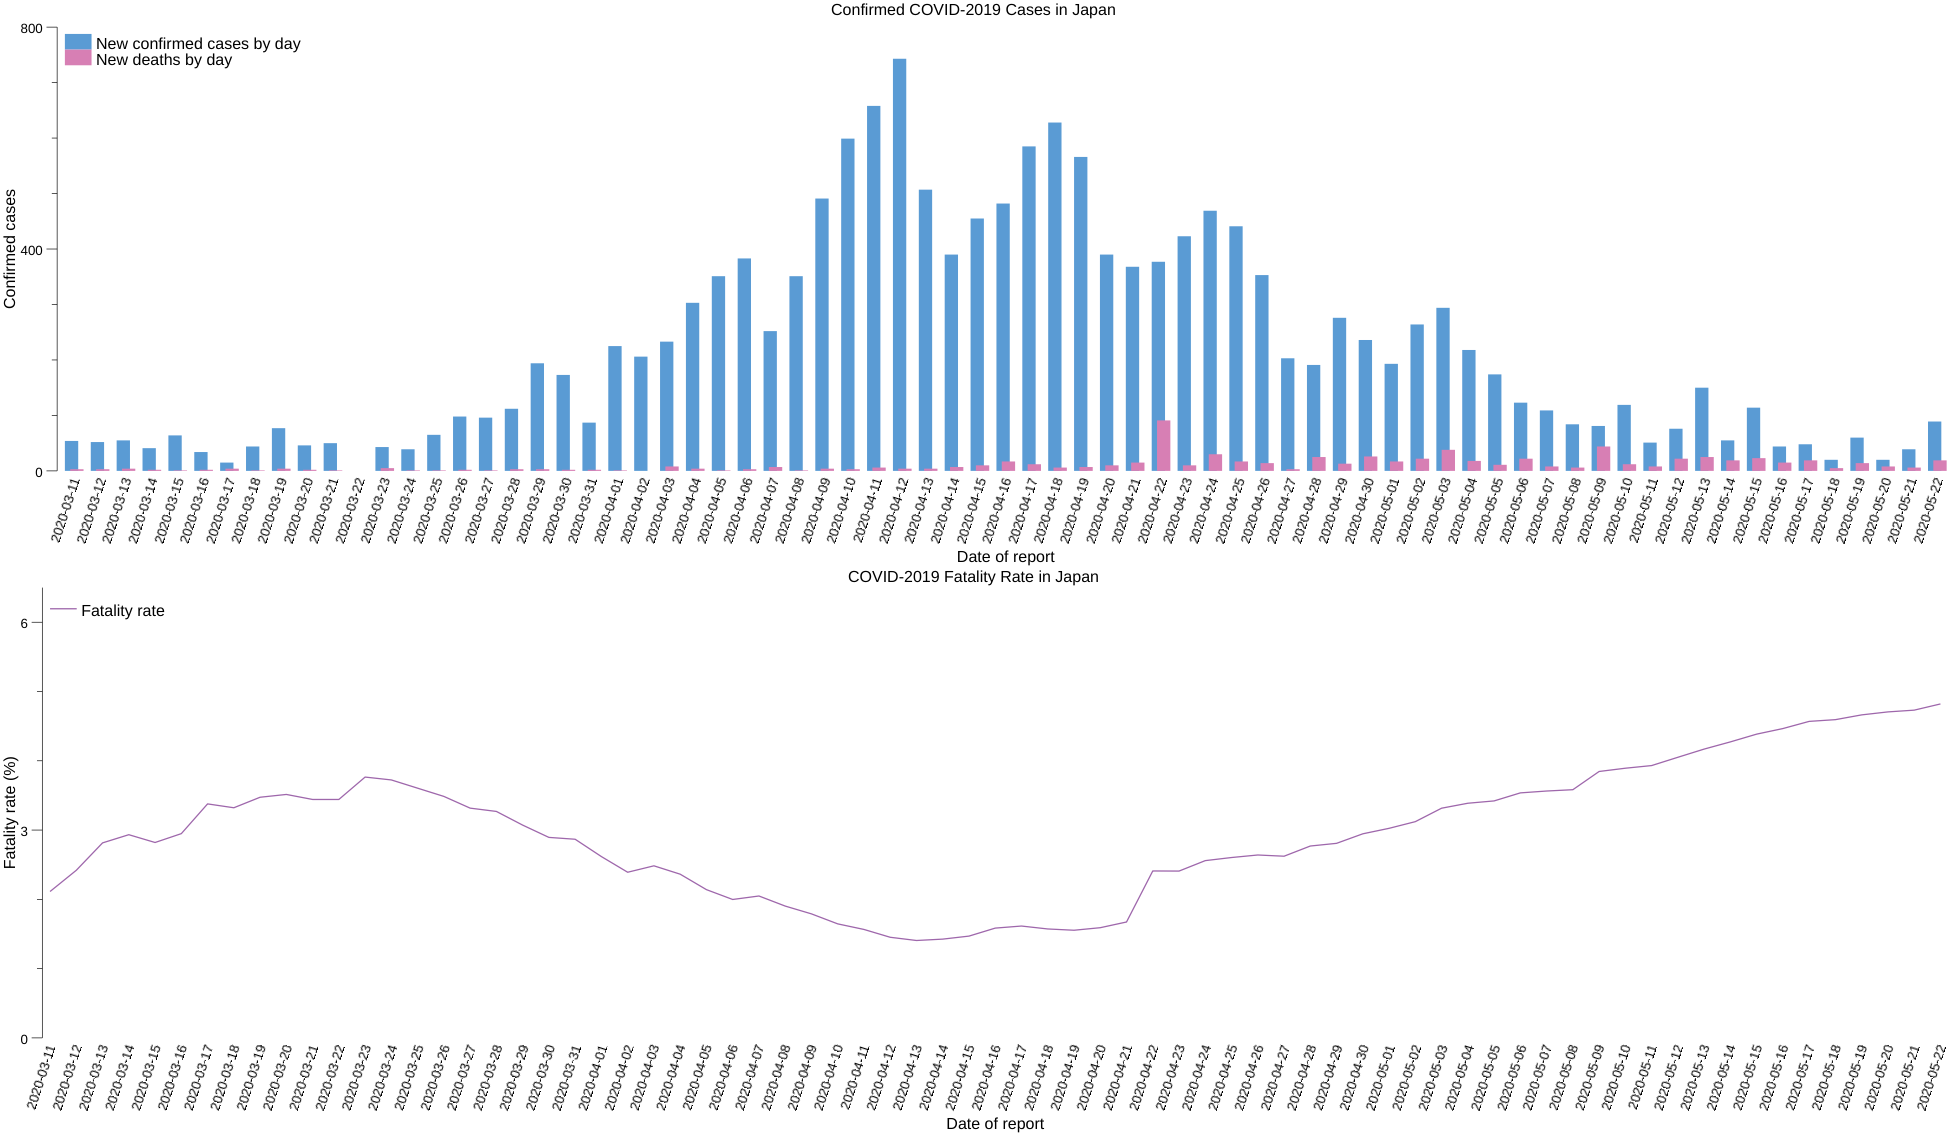 Confirmed COVID-2019 Cases in Japan
800
New confirmed cases by day
New deaths by day
Confirmed cases
400
0
2020-03-11 2020-03-12 2020-03-13 2020-03-14 2020-03-15 2020-03-16 2020-03-17 2020-03-18 2020-03-19 2020-03-20 2020-03-21 2020-03-22 2020-03-23 2020-03-24 2020-03-25 2020-03-26 2020-03-27 2020-03-28 2020-03-29 2020-03-30 2020-03-31 2020-04-01 2020-04-02 2020-04-03 2020-04-04 2020-04-05 2020-04-06 2020-04-07 2020-04-08 2020-04-09 2020-04-10 2020-04-11 2020-04-12 2020-04-13 2020-04-14 2020-04-15 2020-04-16 2020-04-17 2020-04-18 2020-04-19 2020-04-20 2020-04-21 2020-04-22 2020-04-23 2020-04-24 2020-04-25 2020-04-26 2020-04-27 2020-04-28 2020-04-29 2020-04-30 2020-05-01 2020-05-02 2020-05-03 2020-05-04 2020-05-05 2020-05-06 2020-05-07 2020-05-08 2020-05-09 2020-05-10 2020-05-11 2020-05-12 2020-05-13 2020-05-14 2020-05-15 2020-05-16 2020-05-17 2020-05-18 2020-05-19 2020-05-20 2020-05-21 2020-05-22
Date of report
COVID-2019 Fatality Rate in Japan
Fatality rate
6
Fatality rate (%)
3
0
2020-03-11 2020-03-12 2020-03-13 2020-03-14 2020-03-15 2020-03-16 2020-03-17 2020-03-18 2020-03-19 2020-03-20 2020-03-21 2020-03-22 2020-03-23 2020-03-24 2020-03-25 2020-03-26 2020-03-27 2020-03-28 2020-03-29 2020-03-30 2020-03-31 2020-04-01 2020-04-02 2020-04-03 2020-04-04 2020-04-05 2020-04-06 2020-04-07 2020-04-08 2020-04-09 2020-04-10 2020-04-11 2020-04-12 2020-04-13 2020-04-14 2020-04-15 2020-04-16 2020-04-17 2020-04-18 2020-04-19 2020-04-20 2020-04-21 2020-04-22 2020-04-23 2020-04-24 2020-04-25 2020-04-26 2020-04-27 2020-04-28 2020-04-29 2020-04-30 2020-05-01 2020-05-02 2020-05-03 2020-05-04 2020-05-05 2020-05-06 2020-05-07 2020-05-08 2020-05-09 2020-05-10 2020-05-11 2020-05-12 2020-05-13 2020-05-14 2020-05-15 2020-05-16 2020-05-17 2020-05-18 2020-05-19 2020-05-20 2020-05-21 2020-05-22
Date of report